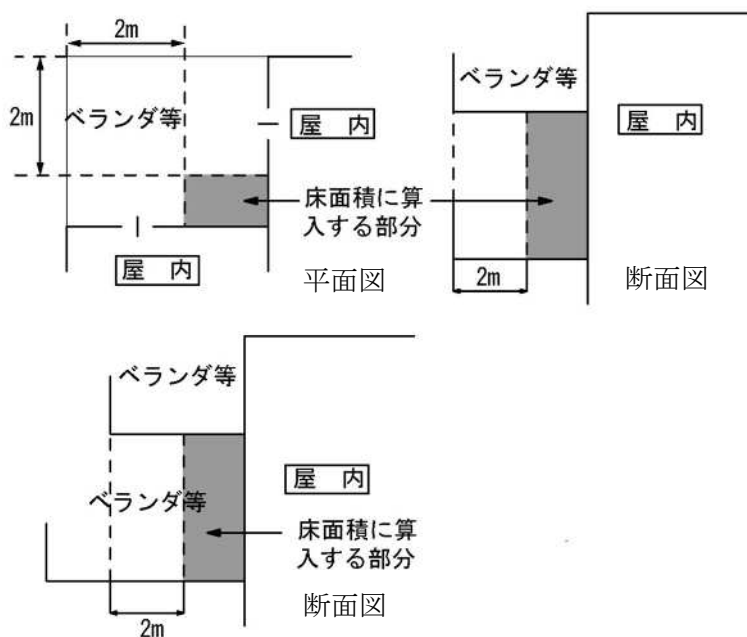 2m
2m
ベランダ等
屋 内
床面積に算
入する部分
屋 内
平面図
ベランダ等
屋 内
2m
断面図
ベランダ等
屋 内
ベランダ等
床面積に算
入する部分
2m
断面図